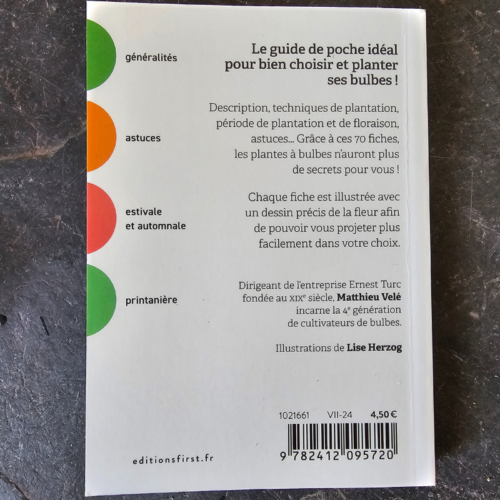 généralités
astuces
estivale
et automnale
printanière
Le guide de poche idéal
pour bien choisir et planter
ses bulbes !
Description, techniques de plantation,
période de plantation et de floraison,
astuces... Grâce à ces 70 fiches,
les plantes à bulbes n'auront plus
de secrets pour vous !
Chaque fiche est illustrée avec
un dessin précis de la fleur afin
de pouvoir vous projeter plus
facilement dans votre choix.
Dirigeant de l'entreprise Ernest Turc
fondée au XIXe siècle, Matthieu Velé
incarne la 4e génération
de cultivateurs de bulbes.
Illustrations de Lise Herzog
1021661 VII-24 4,50 €
9 782412 095720
editionsfirst.fr